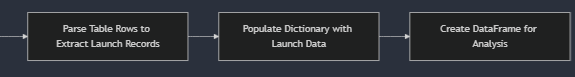 Parse Table Rows to
Extract Launch Records
Populate Dictionary with
Launch Data
Create DataFrame for
Analysis